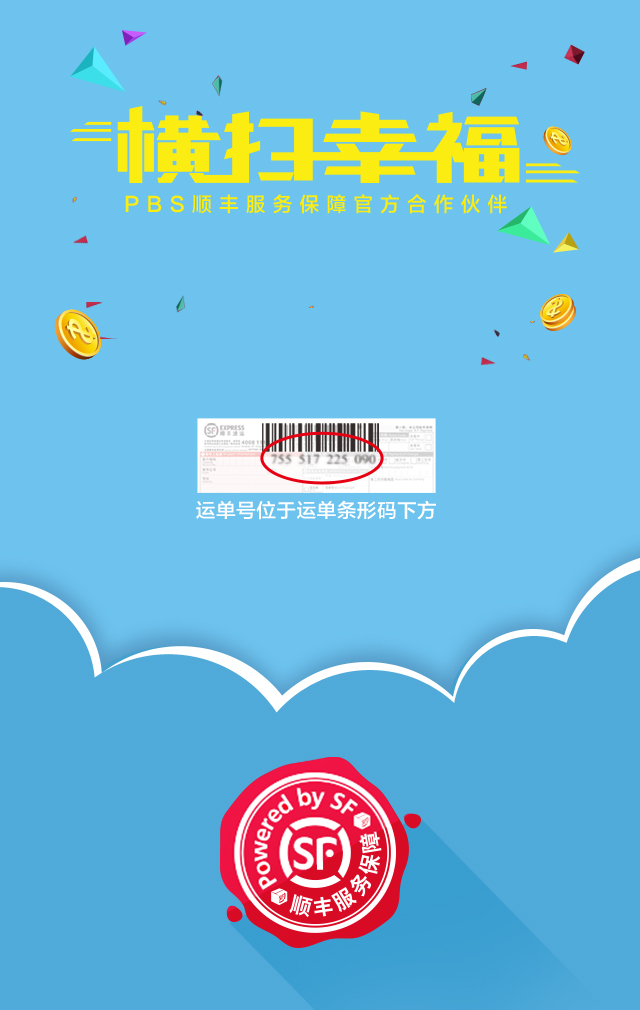 横扫幸福
PBS顺丰服务保障官方合作伙伴
SF EXPRESS
顺丰速运
755 517 225 090
运单号位于运单条形码下方
Powered by SF
SF
顺丰服务保障